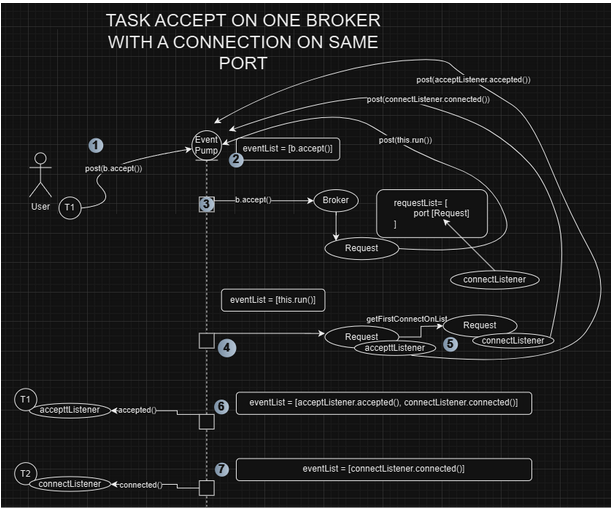 TASK ACCEPT ON ONE BROKER
WITH A CONNECTION ON SAME
PORT
post(acceptListener.accepted())
post(connectListener.connected())
post(this.run())
1
Event
Pump
2
eventList = [b.accept()]
post(b.accept())
User
T1
3
b.accept()
Broker
requestList= [
port [Request]
]
Request
connectListener
eventList = [this.run()]
getFirstConnectOnList
Request
4
Request
acceпttListener
5
connectListener
T1
accepttListener
accepted()
6
eventList = [acceptListener.accepted(), connectListener.connected()]
T2
connectListener
connected()
7
eventList = [connectListener.connected()]